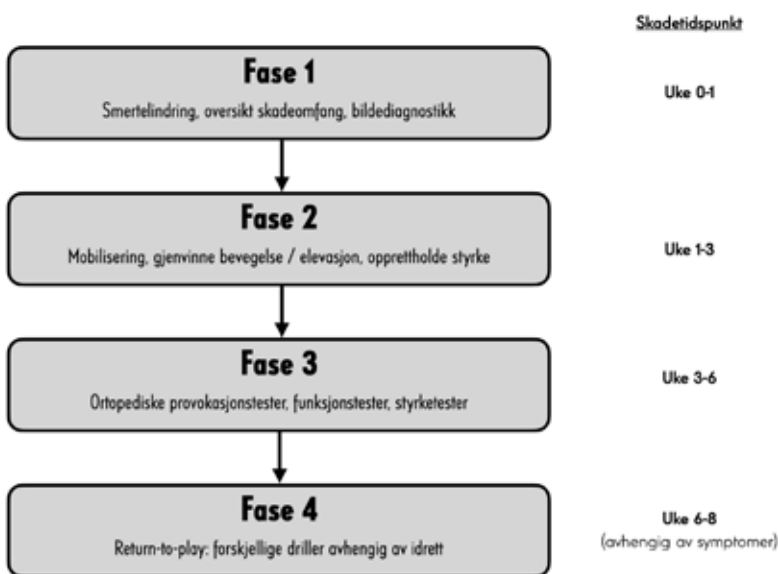 Skadetidspunkt
Fase 1
Smertelindring, oversikt skadeomfang, bildediagnostikk
Uke 0-1
Fase 2
Mobilisering, gjenvinne bevegelse / elevasjon, opprettholde styrke
Uke 1-3
Fase 3
Ortopediske provokasjonstester, funksjonstester, styrketester
Uke 3-6
Fase 4
Return-to-play: forskjellige driller avhengig av idrett
Uke 6-8
(avhengig av symptomer)